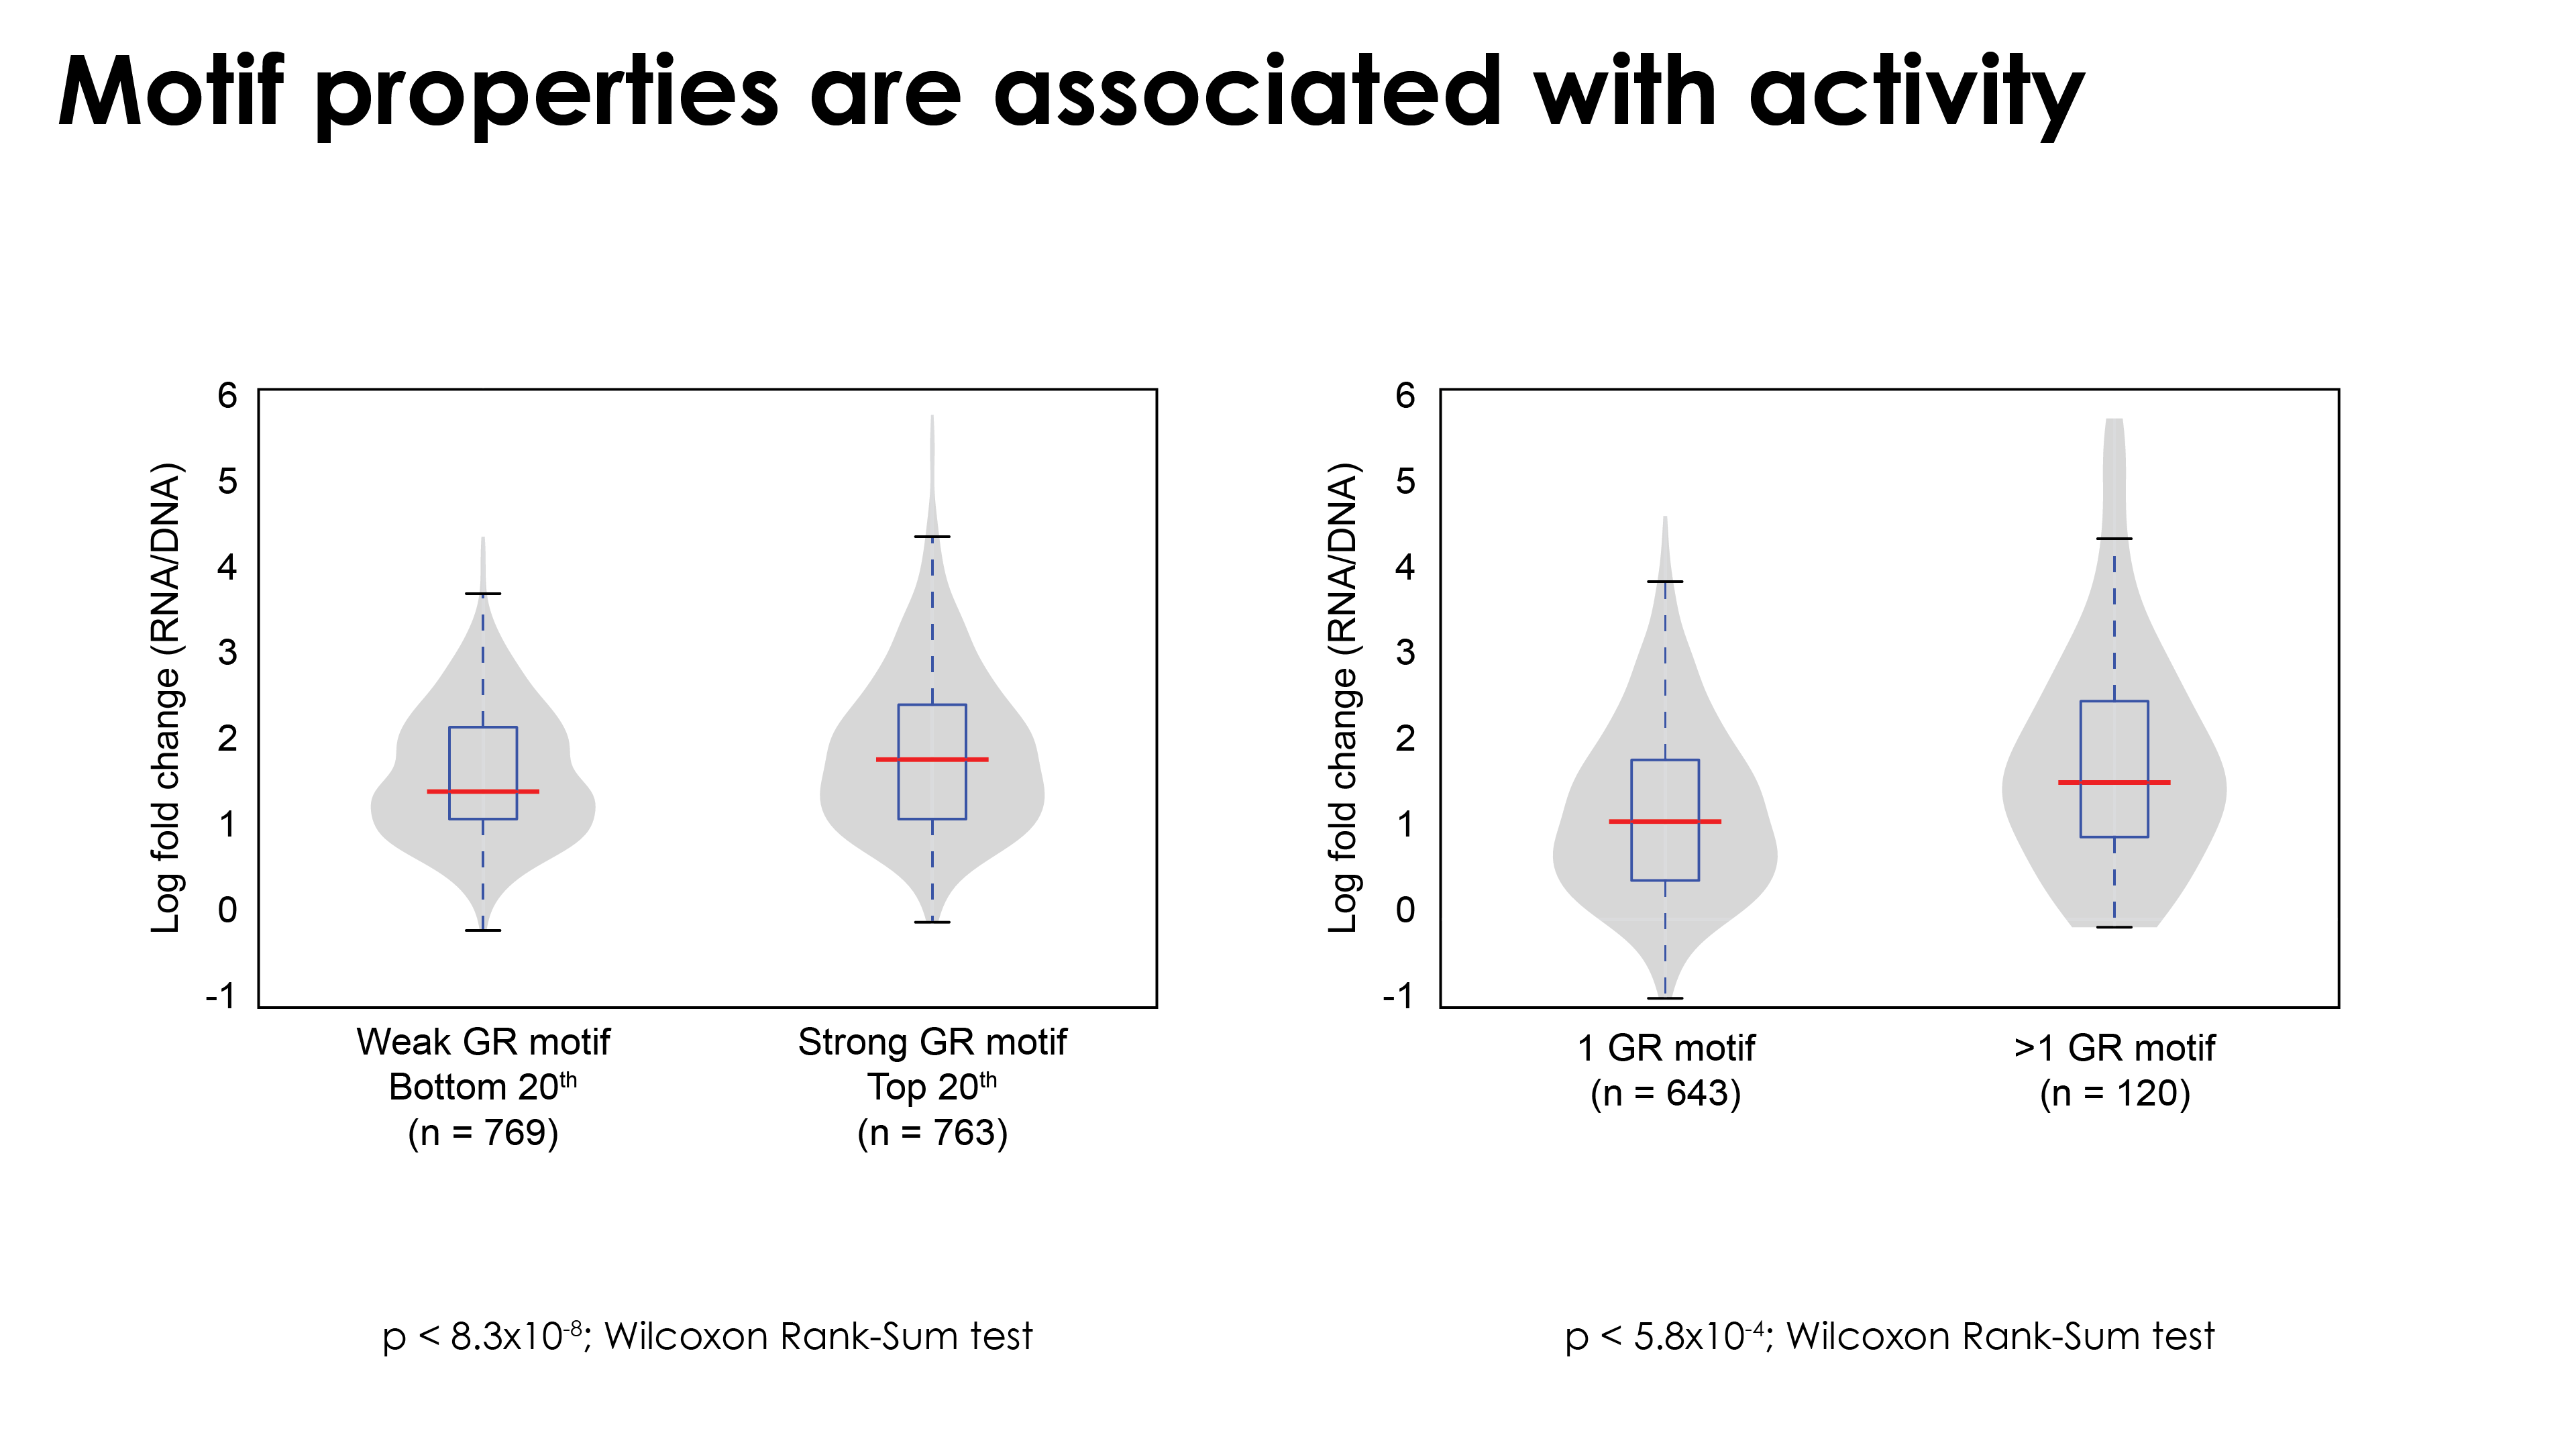 Motif properties are associated with activity
6
5
4
3
2
1
0
-1
Log fold change (RNA/DNA)
Weak GR motif
Bottom 20th
(n = 769)
Strong GR motif
Top 20th
(n = 763)
p < 8.3x10-8; Wilcoxon Rank-Sum test
6
5
4
3
2
1
0
-1
Log fold change (RNA/DNA)
1 GR motif
(n = 643)
>1 GR motif
(n = 120)
p < 5.8x10-4; Wilcoxon Rank-Sum test